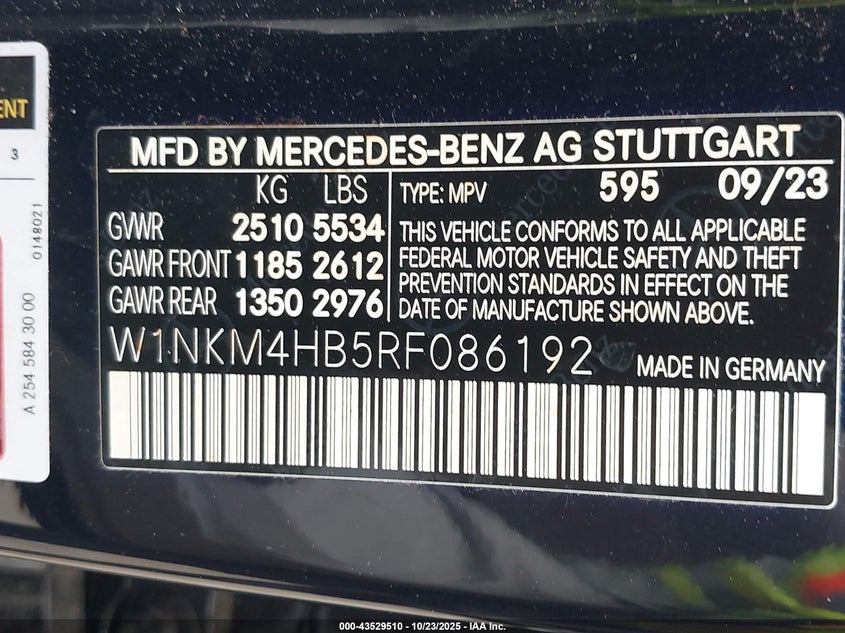 MFD BY MERCEDES-BENZ AG STUTTGART
KG LBS
GVWR 2510 5534
GAWR FRONT 1185 2612
GAWR REAR 1350 2976
TYPE: MPV 595 09/23
THIS VEHICLE CONFORMS TO ALL APPLICABLE
FEDERAL MOTOR VEHICLE SAFETY AND THEFT
PREVENTION STANDARDS IN EFFECT ON THE
DATE OF MANUFACTURE SHOWN ABOVE.
W1NKM4HB5RF086192 MADE IN GERMANY
ENT
3
0148021
A 254 584 30 00
000-43529510 - 10/23/2025 - IAA Inc.